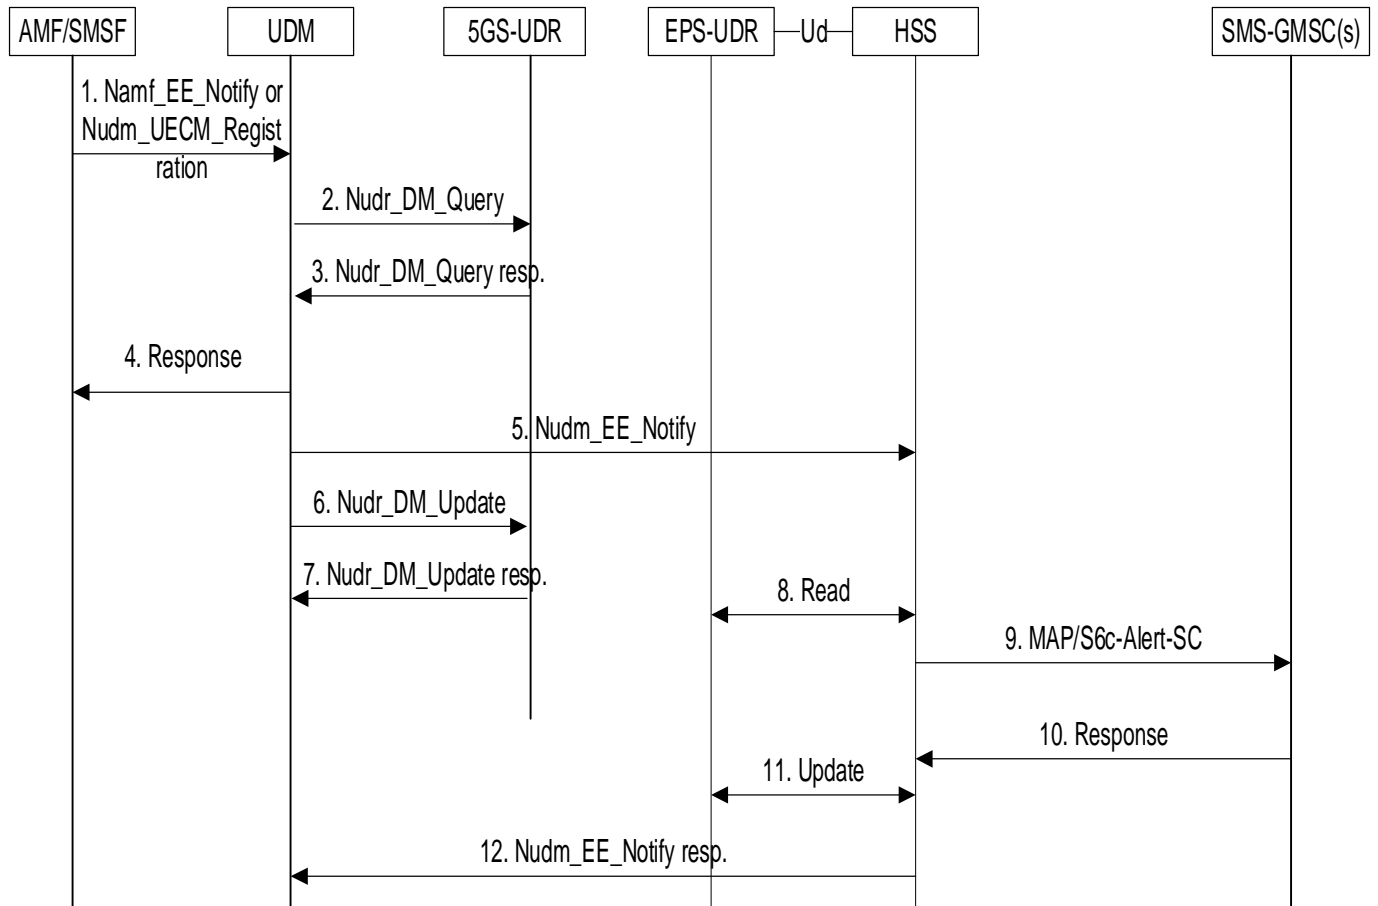 AMF/SMSF
UDM
5GS-UDR
EPS-UDR
Ud
HSS
SMS-GMSC(s)
1. Namf_EE_Notify or
Nudm_UECM_Regist
ration
2. Nudr_DM_Query
3. Nudr_DM_Query resp.
4. Response
5. Nudm_EE_Notify
6. Nudr_DM_Update
7. Nudr_DM_Update resp.
8. Read
9. MAP/S6c-Alert-SC
10. Response
11. Update
12. Nudm_EE_Notify resp.